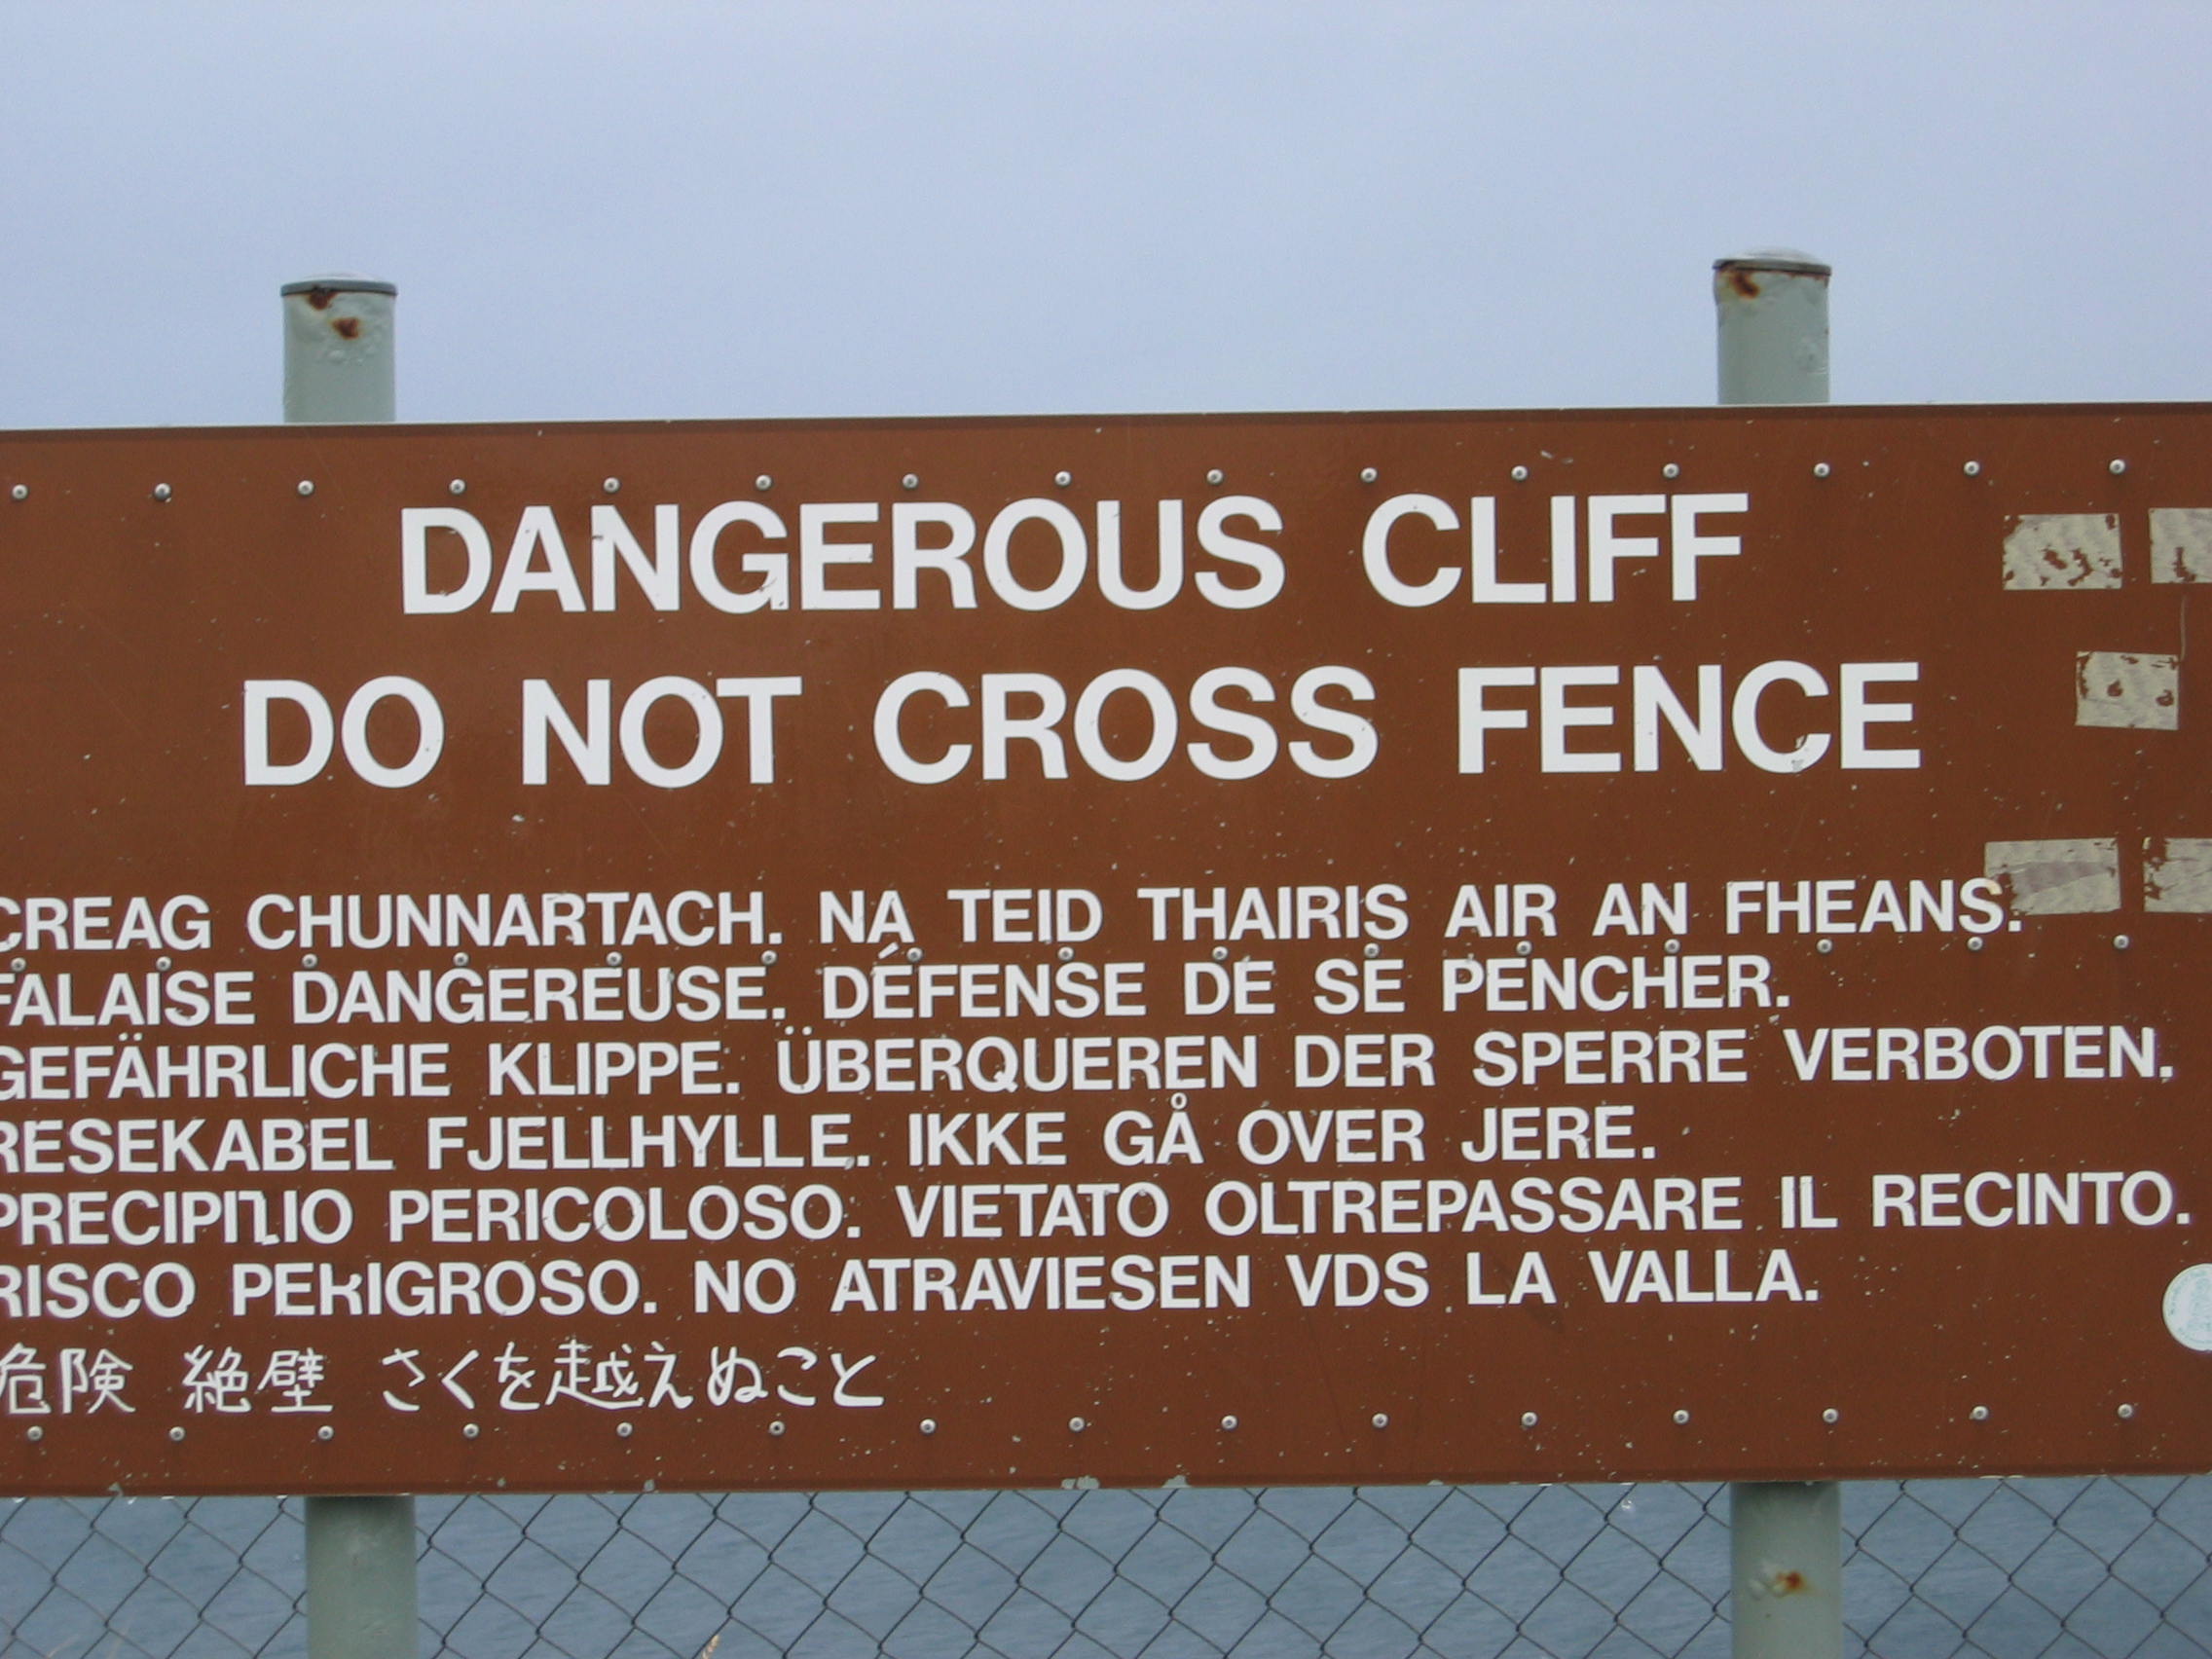 DANGEROUS CLIFF
DO NOT CROSS FENCE
CREAG CHUNNARTACH. NA TEID THAIRIS AIR AN FHEANS.
FALAISE DANGEREUSE. DÉFENSE DE SE PENCHER.
GEFÄHRLICHE KLIPPE. ÜBERQUEREN DER SPERRE VERBOTEN.
RESEKABEL FJELLHYLLE. IKKE GÅ OVER JERE.
PRECIPIZIO PERICOLOSO. VIETATO OLTREPASSARE IL RECINTO.
RISCO PERIGROSO. NO ATRAVIESEN VDS LA VALLA.
危険 絶壁 さくを越えぬこと